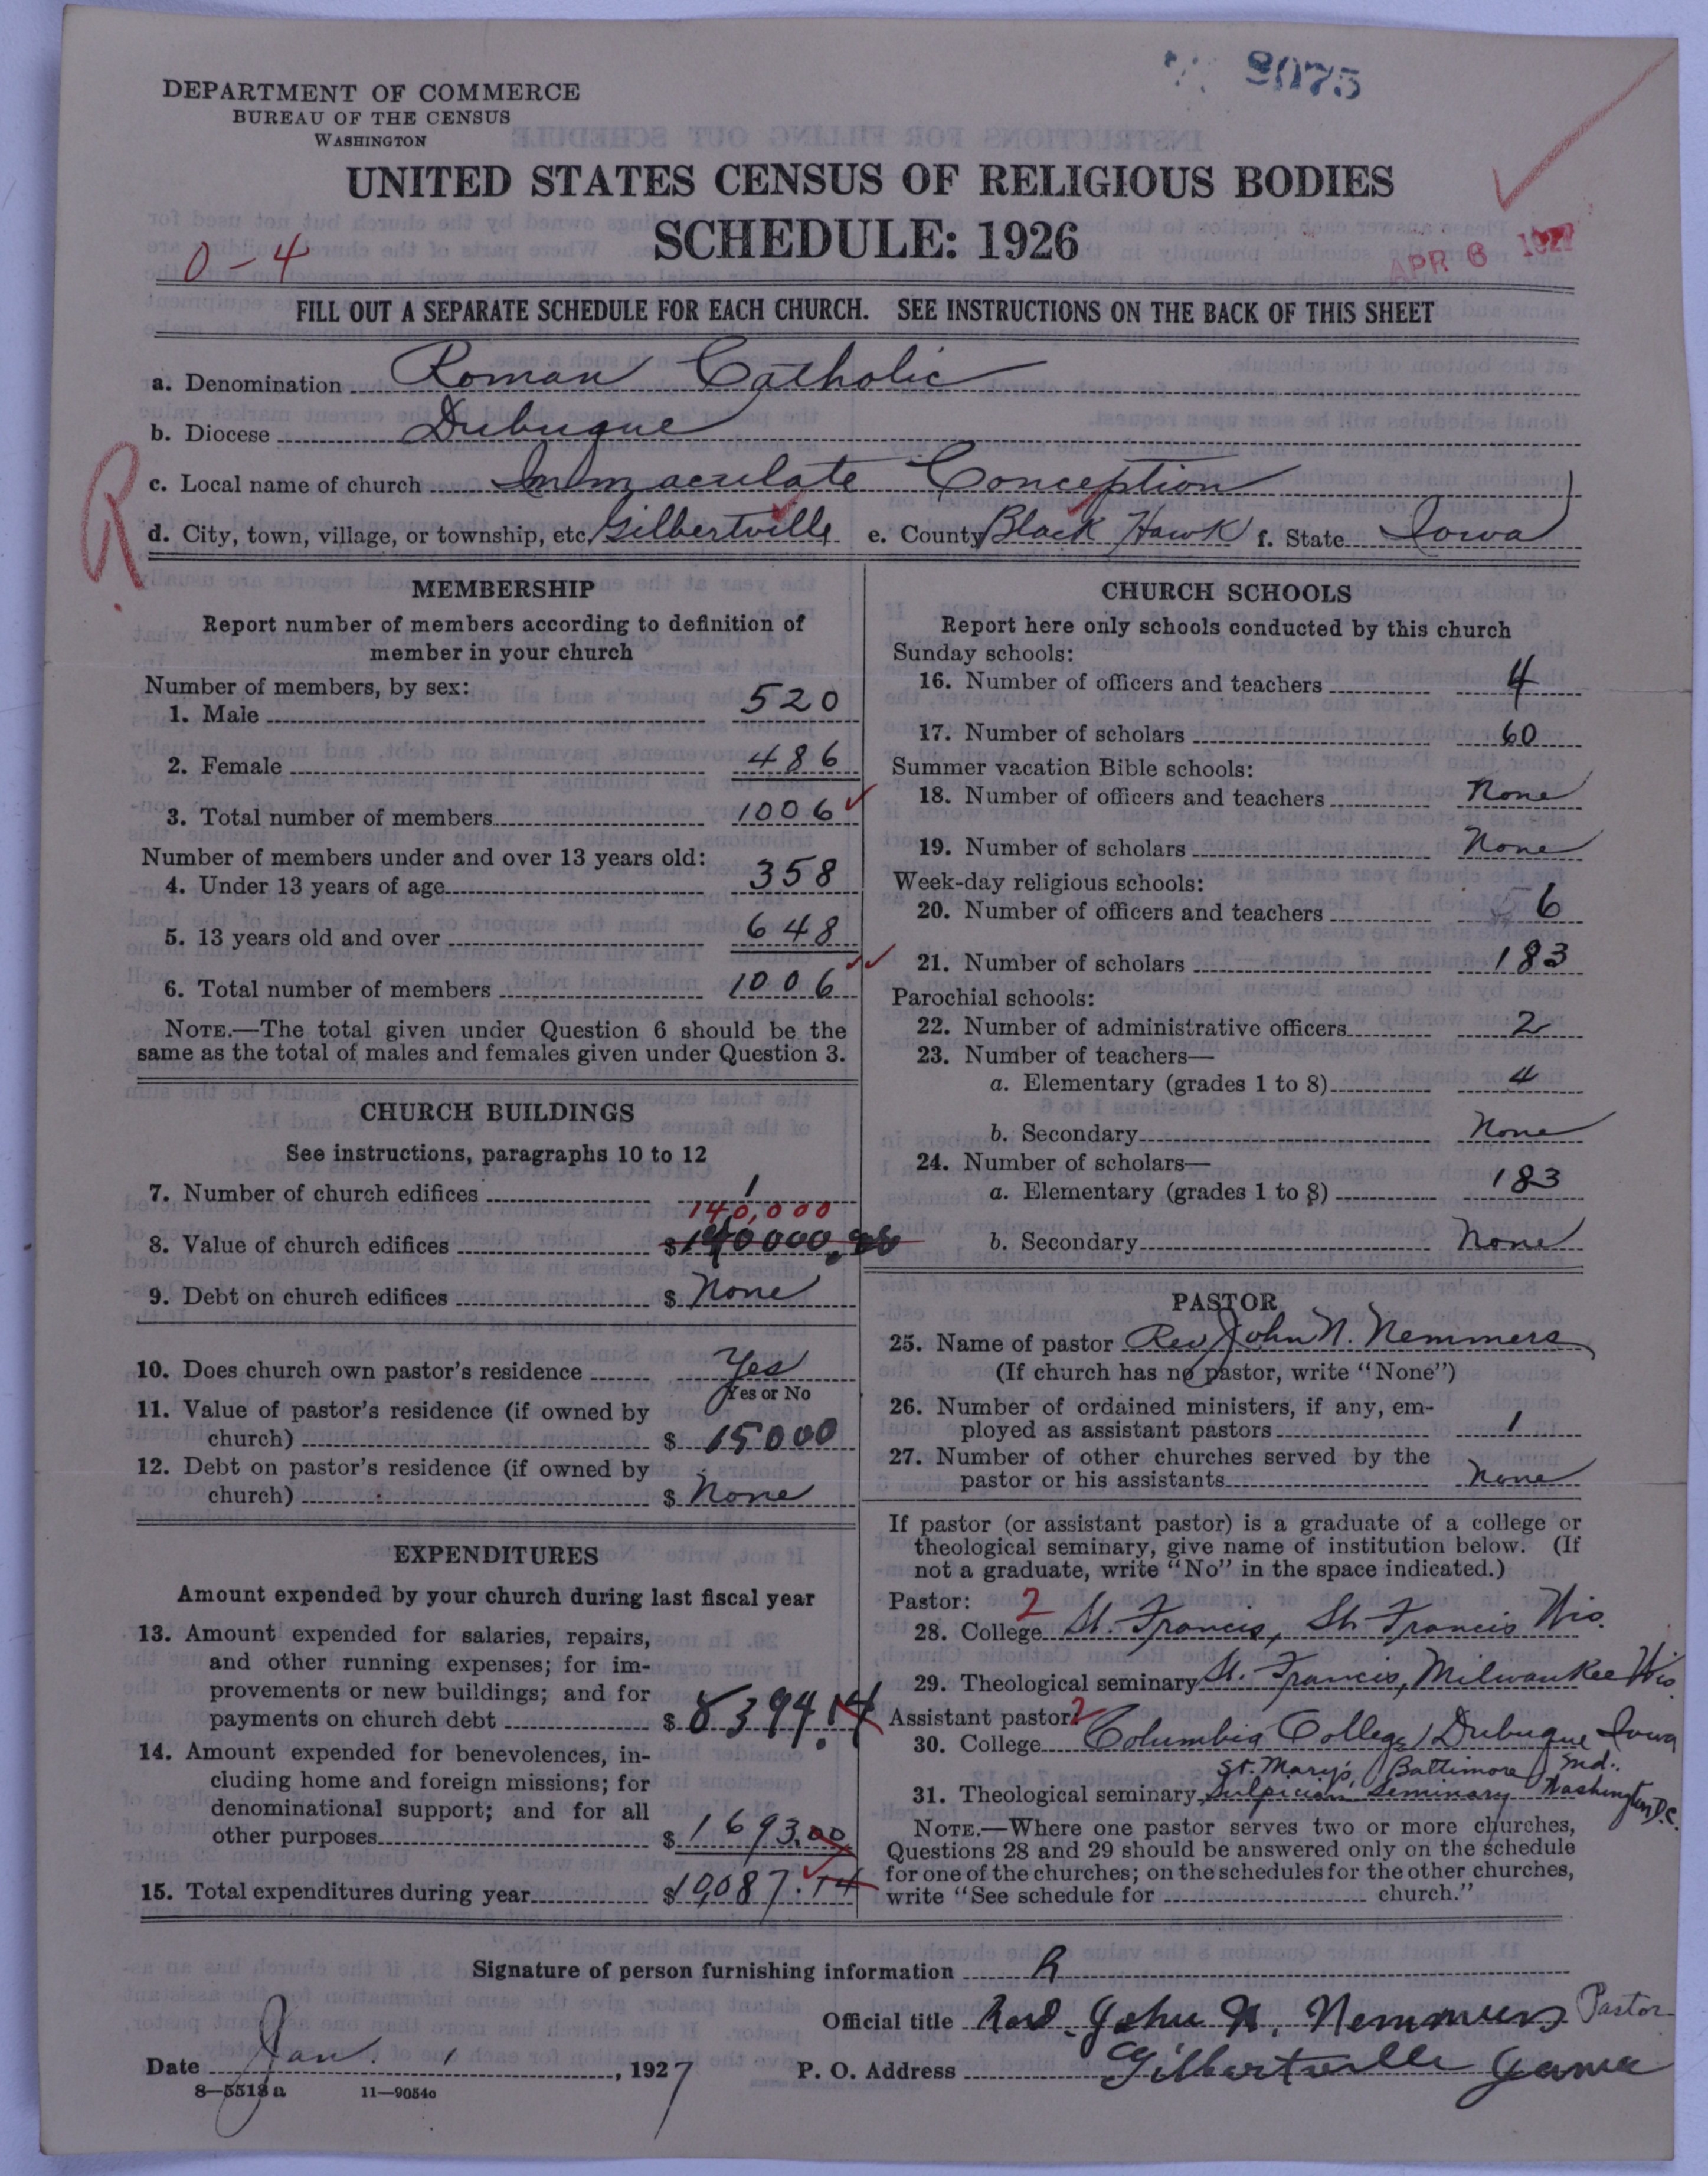 8075
DEPARTMENT OF COMMERCE
BUREAU OF THE CENSUS
WASHINGTON
UNITED STATES CENSUS OF RELIGIOUS BODIES
SCHEDULE: 1926
0-4
APR 6 1927
FILL OUT A SEPARATE SCHEDULE FOR EACH CHURCH. SEE INSTRUCTIONS ON THE BACK OF THIS SHEET
a. Denomination Roman Catholic
b. Diocese Dubuque
c. Local name of church Immaculate Conception
d. City, town, village, or township, etc. Gilbertville e. County Black Hawk f. State Iowa
R
MEMBERSHIP
Report number of members according to definition of
member in your church
Number of members, by sex:
1. Male 520
2. Female 486
3. Total number of members 1006
Number of members under and over 13 years old:
4. Under 13 years of age 358
5. 13 years old and over 648
6. Total number of members 1006
NOTE.—The total given under Question 6 should be the
same as the total of males and females given under Question 3.
CHURCH BUILDINGS
See instructions, paragraphs 10 to 12
7. Number of church edifices 1
140,000
8. Value of church edifices $140000,00
9. Debt on church edifices $ None
10. Does church own pastor's residence Yes
Yes or No
11. Value of pastor's residence (if owned by
church) $ 15000
12. Debt on pastor's residence (if owned by
church) $ None
EXPENDITURES
Amount expended by your church during last fiscal year
13. Amount expended for salaries, repairs,
and other running expenses; for im-
provements or new buildings; and for
payments on church debt $ 8394.14
14. Amount expended for benevolences, in-
cluding home and foreign missions; for
denominational support; and for all
other purposes $ 1693.00
15. Total expenditures during year $10,087.14
CHURCH SCHOOLS
Report here only schools conducted by this church
Sunday schools:
16. Number of officers and teachers 4
17. Number of scholars 60
Summer vacation Bible schools:
18. Number of officers and teachers None
19. Number of scholars None
Week-day religious schools:
20. Number of officers and teachers 6
21. Number of scholars 183
Parochial schools:
22. Number of administrative officers 2
23. Number of teachers—
a. Elementary (grades 1 to 8) 4
b. Secondary None
24. Number of scholars—
a. Elementary (grades 1 to 8) 183
b. Secondary None
PASTOR
25. Name of pastor Rev John N. Nemmers
(If church has no pastor, write "None")
26. Number of ordained ministers, if any, em-
ployed as assistant pastors 1
27. Number of other churches served by the
pastor or his assistants None
If pastor (or assistant pastor) is a graduate of a college or
theological seminary, give name of institution below. (If
not a graduate, write "No" in the space indicated.)
Pastor: 2
28. College St. Francis, St. Francis Wis.
29. Theological seminary St. Francis, Milwaukee Wis.
Assistant pastor: 2
30. College Columbia College, Dubuque Iowa
St. Mary's, Baltimore, Md.
31. Theological seminary Sulpician Seminary Washington D.C.
NOTE.—Where one pastor serves two or more churches,
Questions 28 and 29 should be answered only on the schedule
for one of the churches; on the schedules for the other churches,
write "See schedule for church."
Signature of person furnishing information R
Official title Revd. John N. Nemmers Pastor
Date Jan. 1, 1927 P. O. Address Gilbertville Iowa
8-5518 a 11-9054c